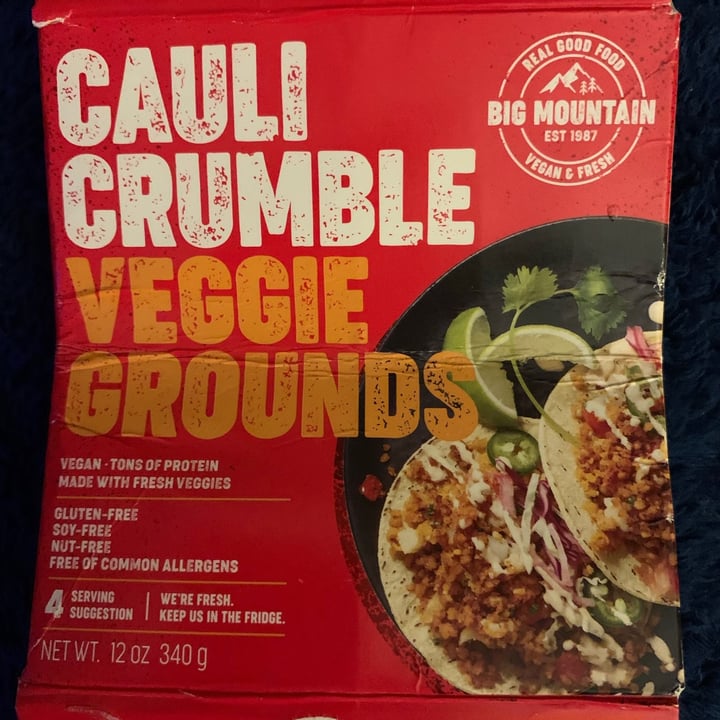 CAULI
CRUMBLE
VEGGIE
GROUNDS
REAL GOOD FOOD
BIG MOUNTAIN
EST 1987
VEGAN & FRESH
VEGAN · TONS OF PROTEIN
MADE WITH FRESH VEGGIES
GLUTEN-FREE
SOY-FREE
NUT-FREE
FREE OF COMMON ALLERGENS
4 SERVING SUGGESTION
WE'RE FRESH.
KEEP US IN THE FRIDGE.
NET WT. 12 OZ 340 g